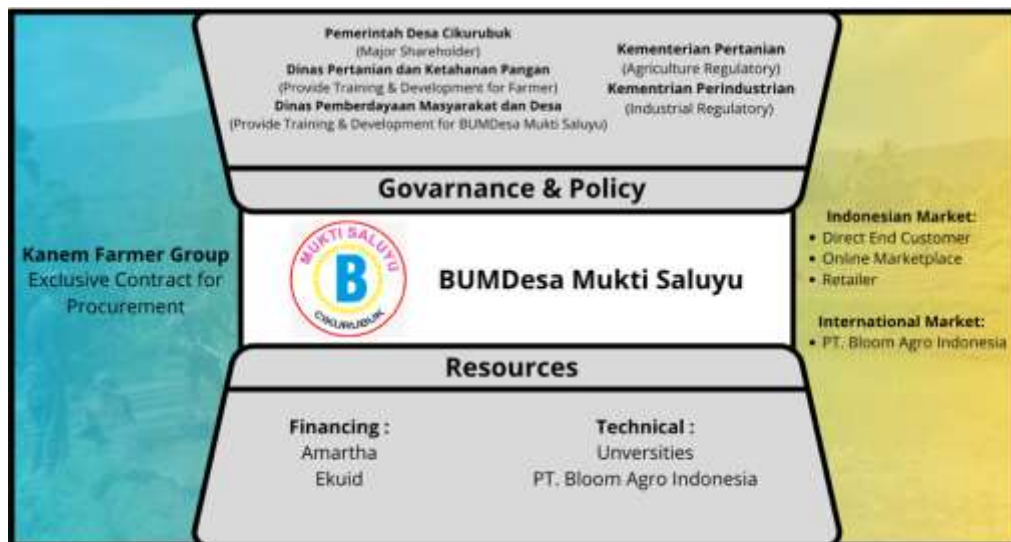 Pemerintah Desa Cikurubuk
(Major Shareholder)
Dinas Pertanian dan Ketahanan Pangan
(Provide Training & Development for Farmer)
Dinas Pemberdayaan Masyarakat dan Desa
(Provide Training & Development for BUMDesa Mukti Saluyu)
Kementerian Pertanian
(Agriculture Regulatory)
Kementrian Perindustrian
(Industrial Regulatory)
Govarnance & Policy
Kanem Farmer Group
Exclusive Contract for
Procurement
MUKTI SALUYU
B
CIKURUBUK
BUMDesa Mukti Saluyu
Indonesian Market:
• Direct End Customer
• Online Marketplace
• Retailer
International Market:
• PT. Bloom Agro Indonesia
Resources
Financing :
Amartha
Ekuid
Technical :
Unversities
PT. Bloom Agro Indonesia